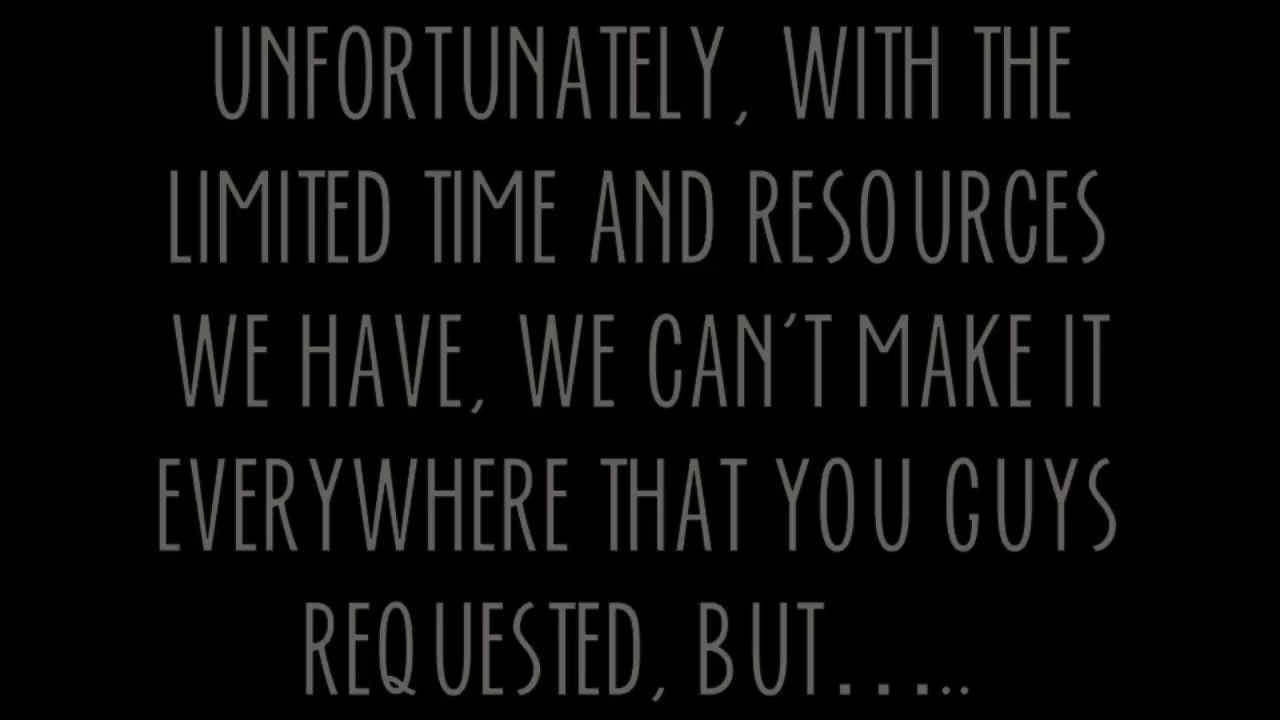 UNFORTUNATELY, WITH THE
LIMITED TIME AND RESOURCES
WE HAVE, WE CAN'T MAKE IT
EVERYWHERE THAT YOU GUYS
REQUESTED, BUT.....